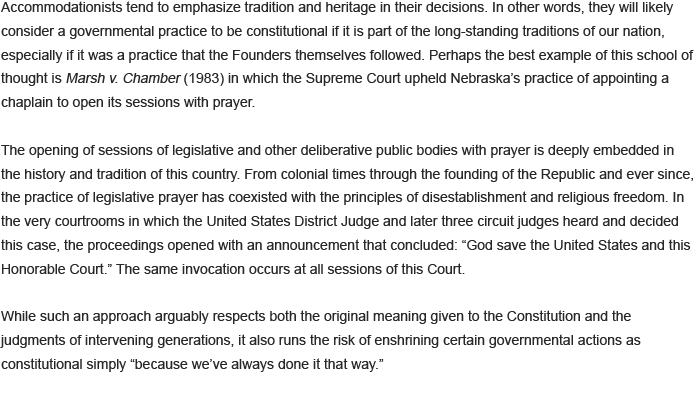 Accommodationists tend to emphasize tradition and heritage in their decisions. In other words, they will likely
consider a governmental practice to be constitutional if it is part of the long-standing traditions of our nation,
especially if it was a practice that the Founders themselves followed. Perhaps the best example of this school of
thought is Marsh v. Chamber (1983) in which the Supreme Court upheld Nebraska's practice of appointing a
chaplain to open its sessions with prayer.

The opening of sessions of legislative and other deliberative public bodies with prayer is deeply embedded in
the history and tradition of this country. From colonial times through the founding of the Republic and ever since,
the practice of legislative prayer has coexisted with the principles of disestablishment and religious freedom. In
the very courtrooms in which the United States District Judge and later three circuit judges heard and decided
this case, the proceedings opened with an announcement that concluded: “God save the United States and this
Honorable Court.” The same invocation occurs at all sessions of this Court.

While such an approach arguably respects both the original meaning given to the Constitution and the
judgments of intervening generations, it also runs the risk of enshrining certain governmental actions as
constitutional simply “because we've always done it that way.”